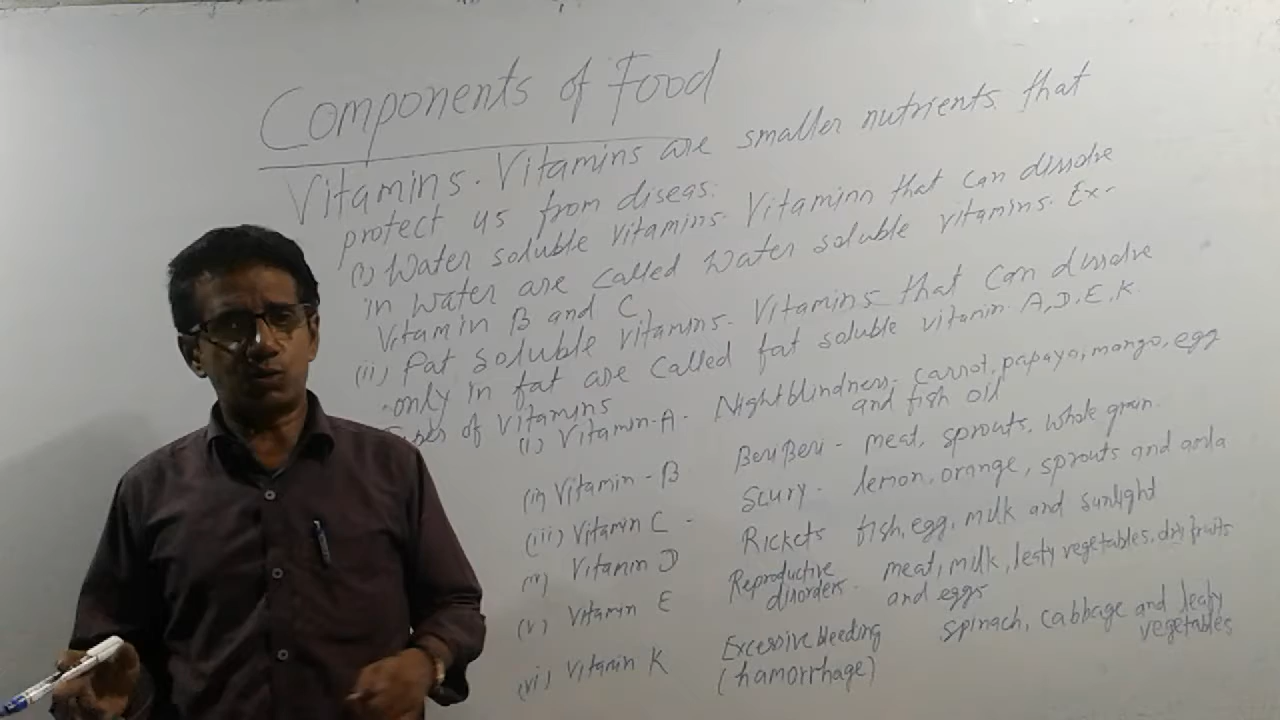 Components of Food
Vitamins. Vitamins are smaller nutrients that
protect us from diseas.
(i) Water soluble vitamins. Vitaminn that can dissolve
in water are called water soluble vitamins. Ex-
Vitamin B and C
(ii) Fat soluble vitamins. Vitamins that can dissolve
only in fat are called fat soluble vitamin. A, D, E, K.
of Vitamins
(i) Vitamin-A- Nightblindness- carrot, papaya, mango, egg
and fish oil
(ii) Vitamin - B BeriBeri - meat, sprouts, whole grain.
(iii) Vitamin C - Scury - lemon, orange, sprouts and amla
(iv) Vitamin D Rickets fish, egg, milk and sunlight
(v) Vitamin E Reproductive disorders - meat, milk, leafy vegetables, dry fruits
and eggs
(vi) Vitamin K Excessive bleeding spinach, cabbage and leafy
(hamorrhage) vegetables